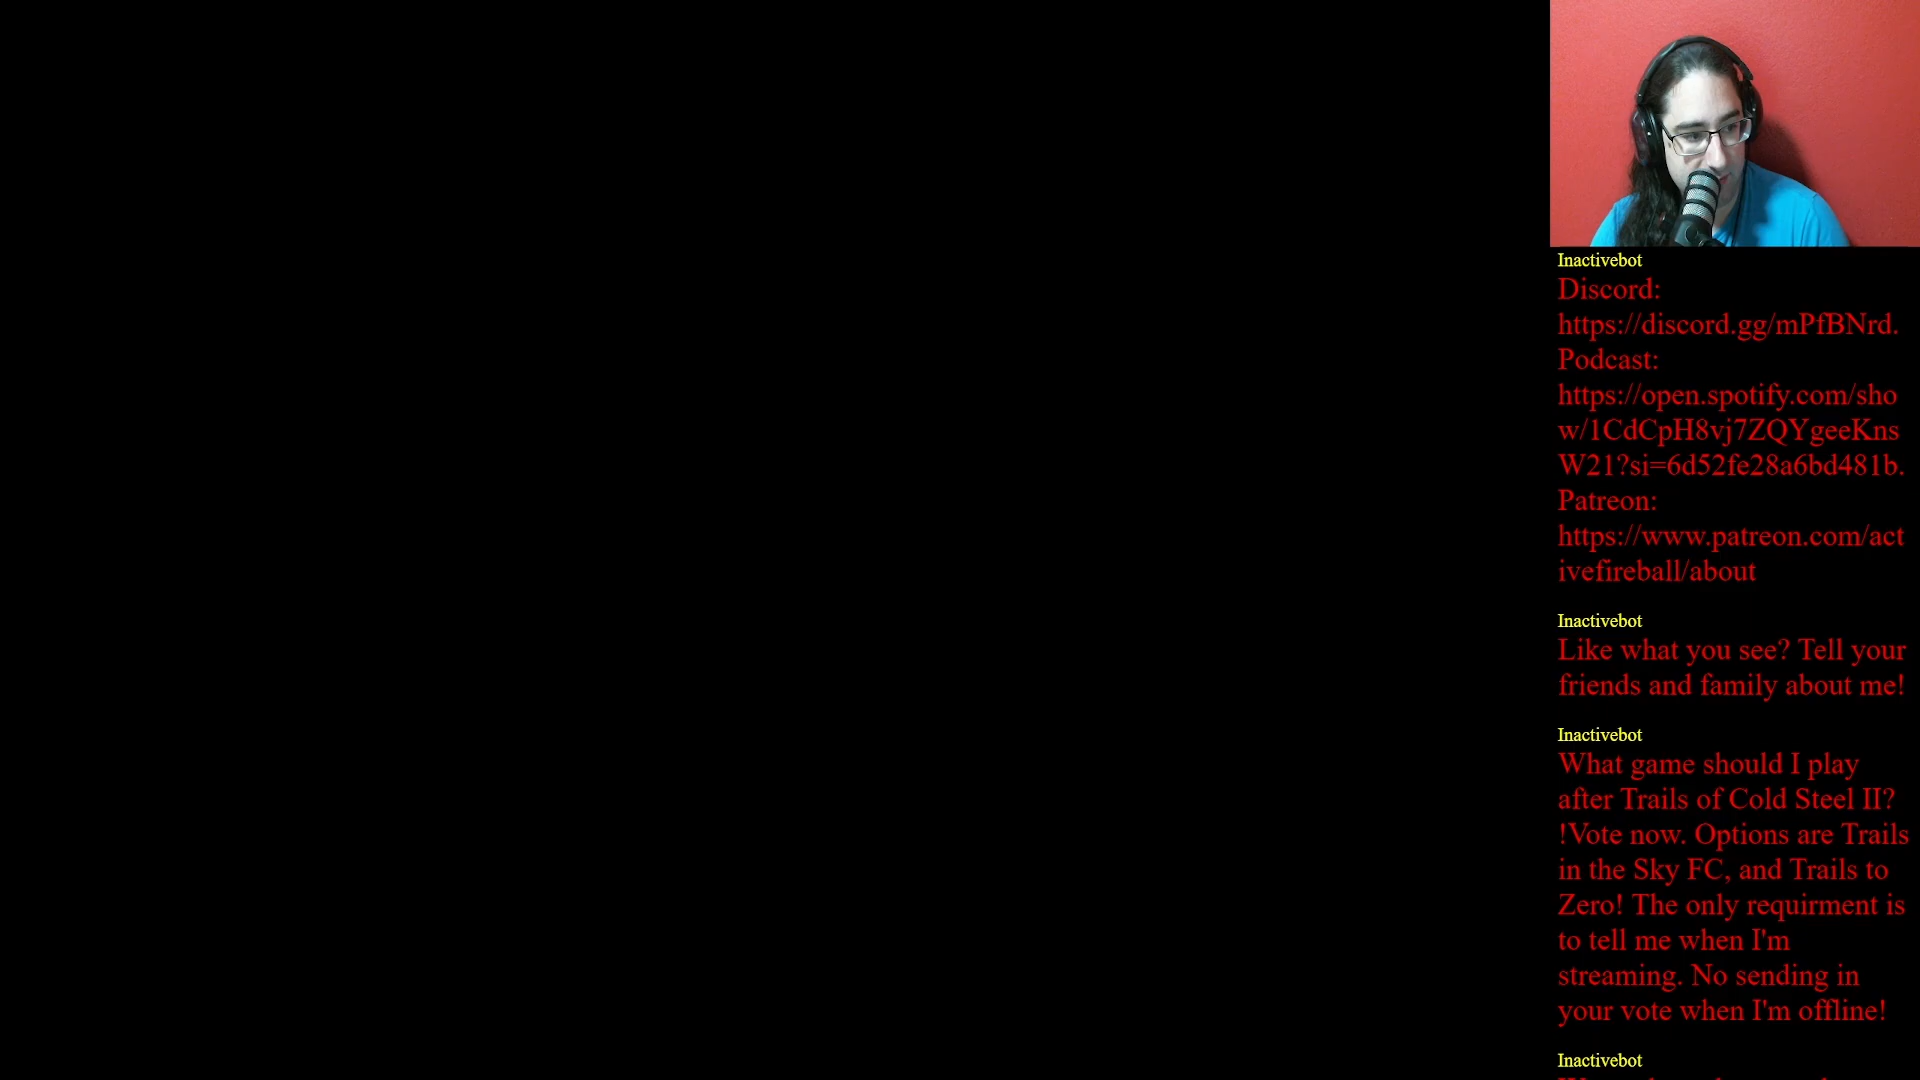 Inactivebot
Discord:
https://discord.gg/mPfBNrd.
Podcast:
https://open.spotify.com/sho
w/1CdCpH8vj7ZQYgeeKns
W21?si=6d52fe28a6bd481b.
Patreon:
https://www.patreon.com/act
ivefireball/about
Inactivebot
Like what you see? Tell your
friends and family about me!
Inactivebot
What game should I play
after Trails of Cold Steel II?
!Vote now. Options are Trails
in the Sky FC, and Trails to
Zero! The only requirment is
to tell me when I'm
streaming. No sending in
your vote when I'm offline!
Inactivebot